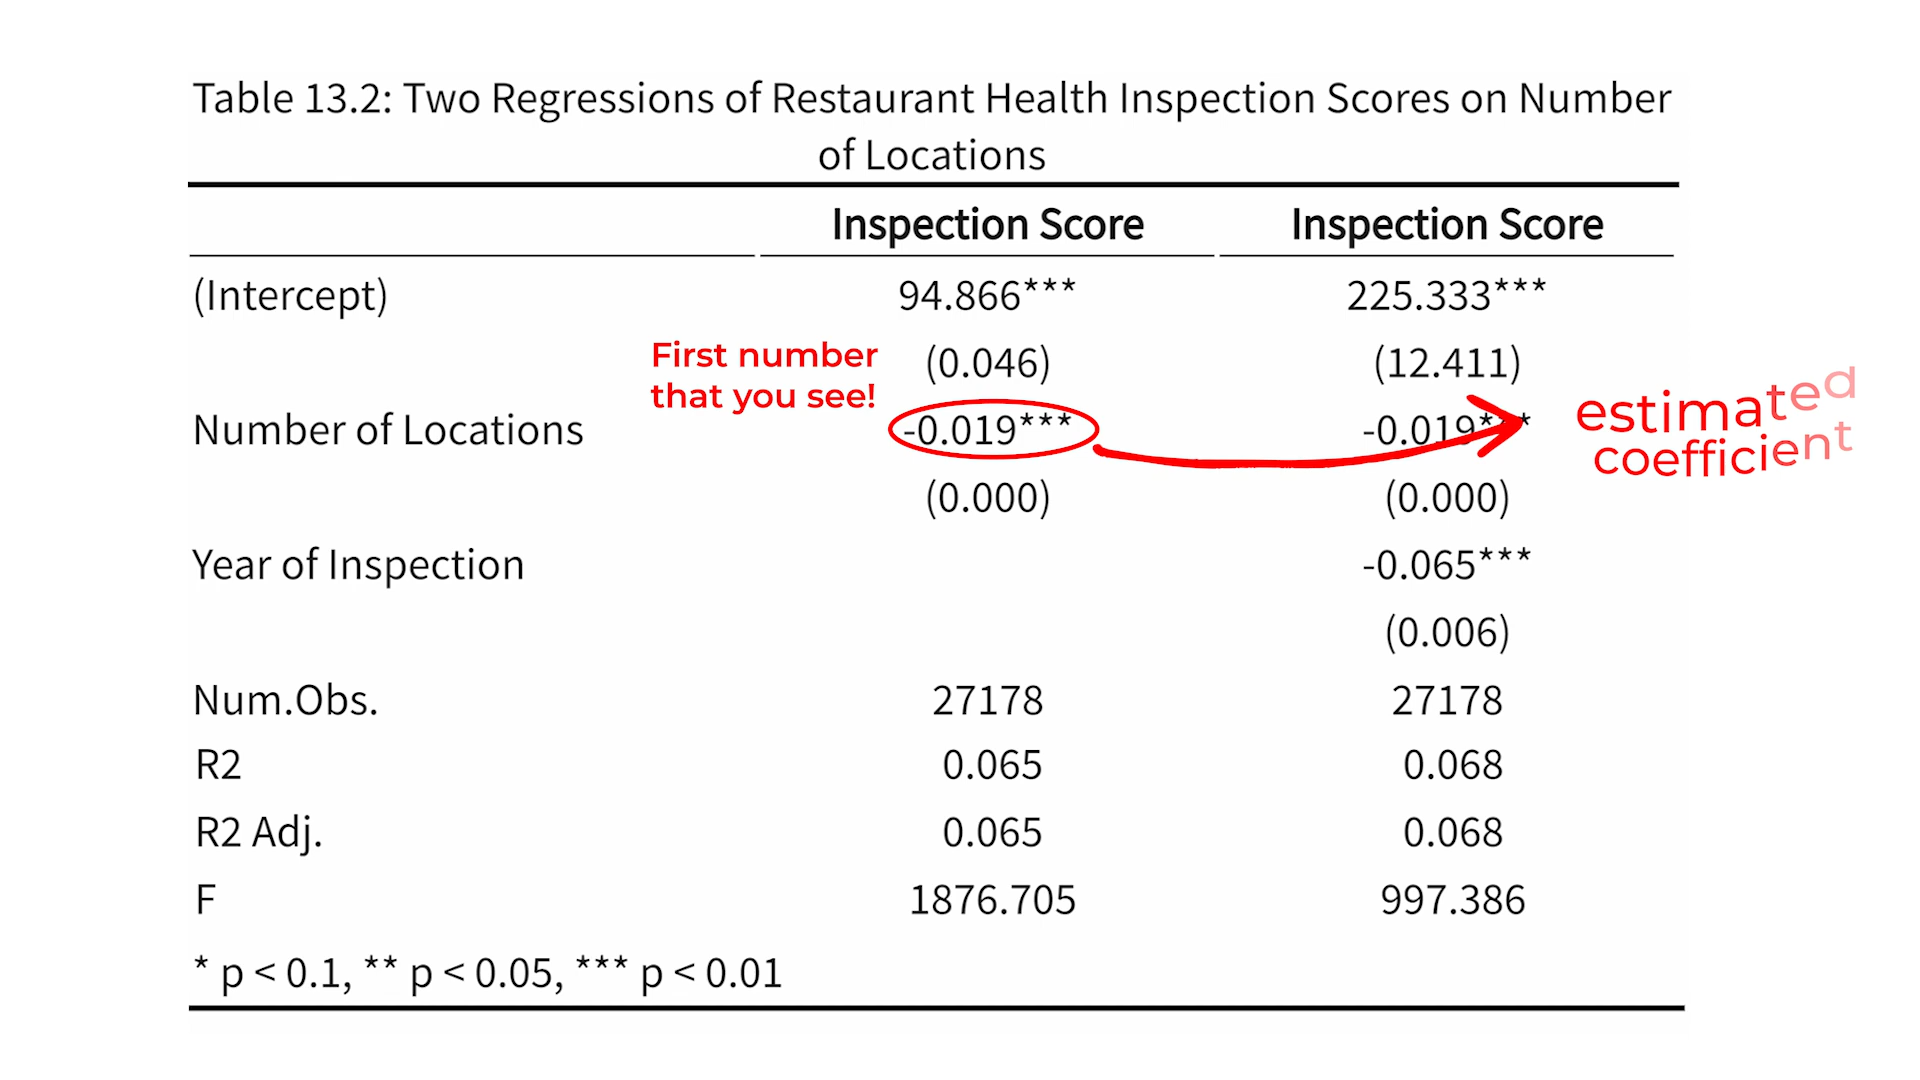 Table 13.2: Two Regressions of Restaurant Health Inspection Scores on Number
of Locations
Inspection Score Inspection Score
(Intercept) 94.866*** 225.333***
First number
that you see!
(0.046) (12.411)
Number of Locations -0.019*** -0.019***
estimated
coefficient
(0.000) (0.000)
Year of Inspection -0.065***
(0.006)
Num.Obs. 27178 27178
R2 0.065 0.068
R2 Adj. 0.065 0.068
F 1876.705 997.386
* p < 0.1, ** p < 0.05, *** p < 0.01